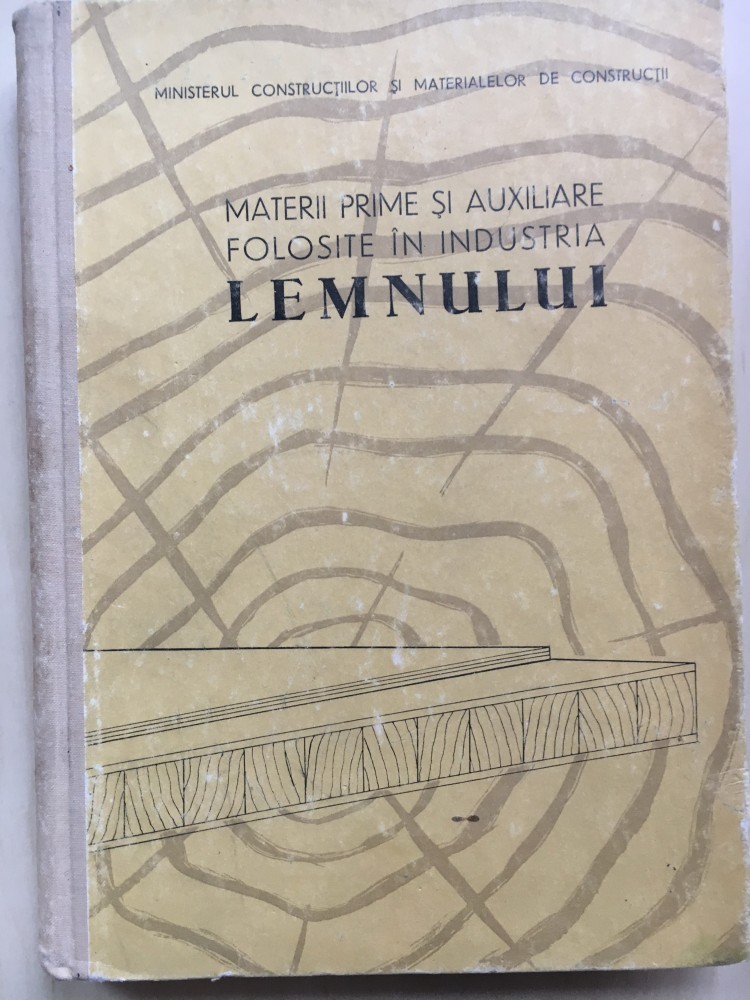 MINISTERUL CONSTRUCȚIILOR ȘI MATERIALELOR DE CONSTRUCȚII
MATERII PRIME ȘI AUXILIARE
FOLOSITE ÎN INDUSTRIA
LEMNULUI